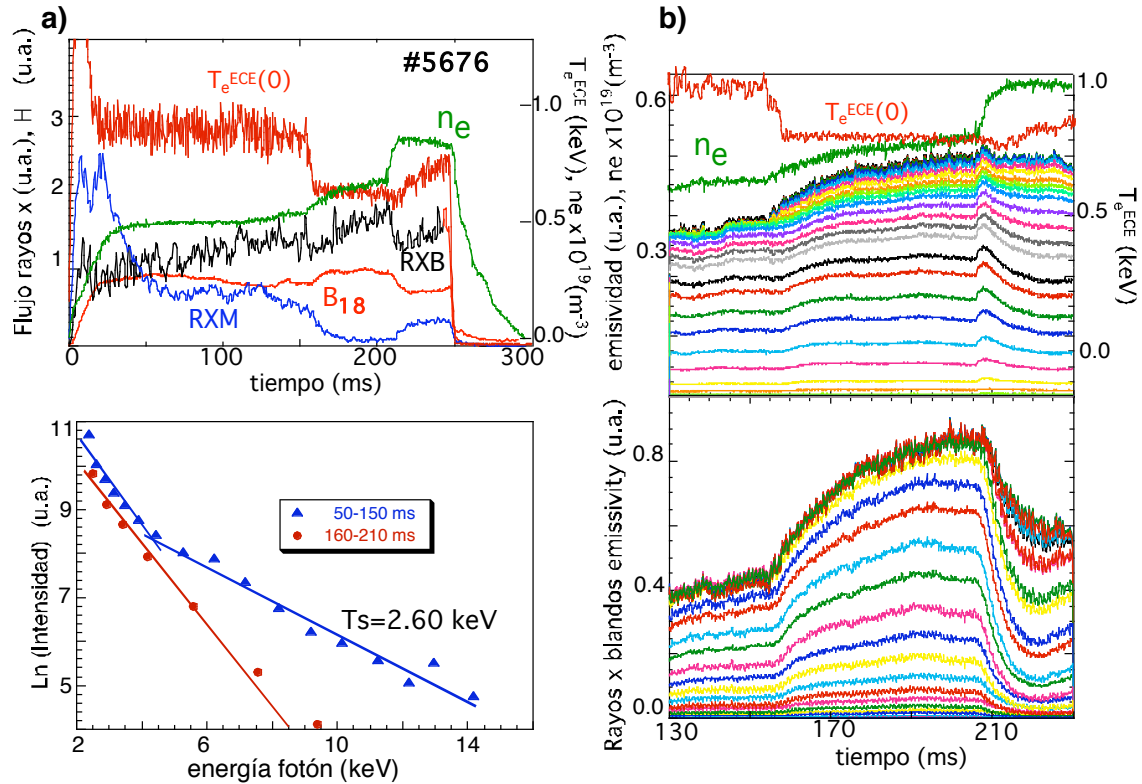 a)
Flujo rayos x (u.a.), H (u.a.)
3
2
1
#5676
T_e^ECE(0)
n_e
RXB
B_18
RXM
1.0
0.5
0.0
T_e^ECE (keV), ne x10^19(m^3)
0
100
200
300
tiempo (ms)
Ln (Intensidad) (u.a.)
11
9
7
5
50-150 ms
160-210 ms
Ts=2.60 keV
2
6
10
14
energía fotón (keV)
b)
emisividad (u.a.), ne x10^19 (m^-3)
0.6
0.3
T_e^ECE(0)
n_e
1.0
0.5
0.0
T_e^ECE (keV)
Rayos x blandos emissivity (u.a.)
0.8
0.4
0.0
130
170
210
tiempo (ms)